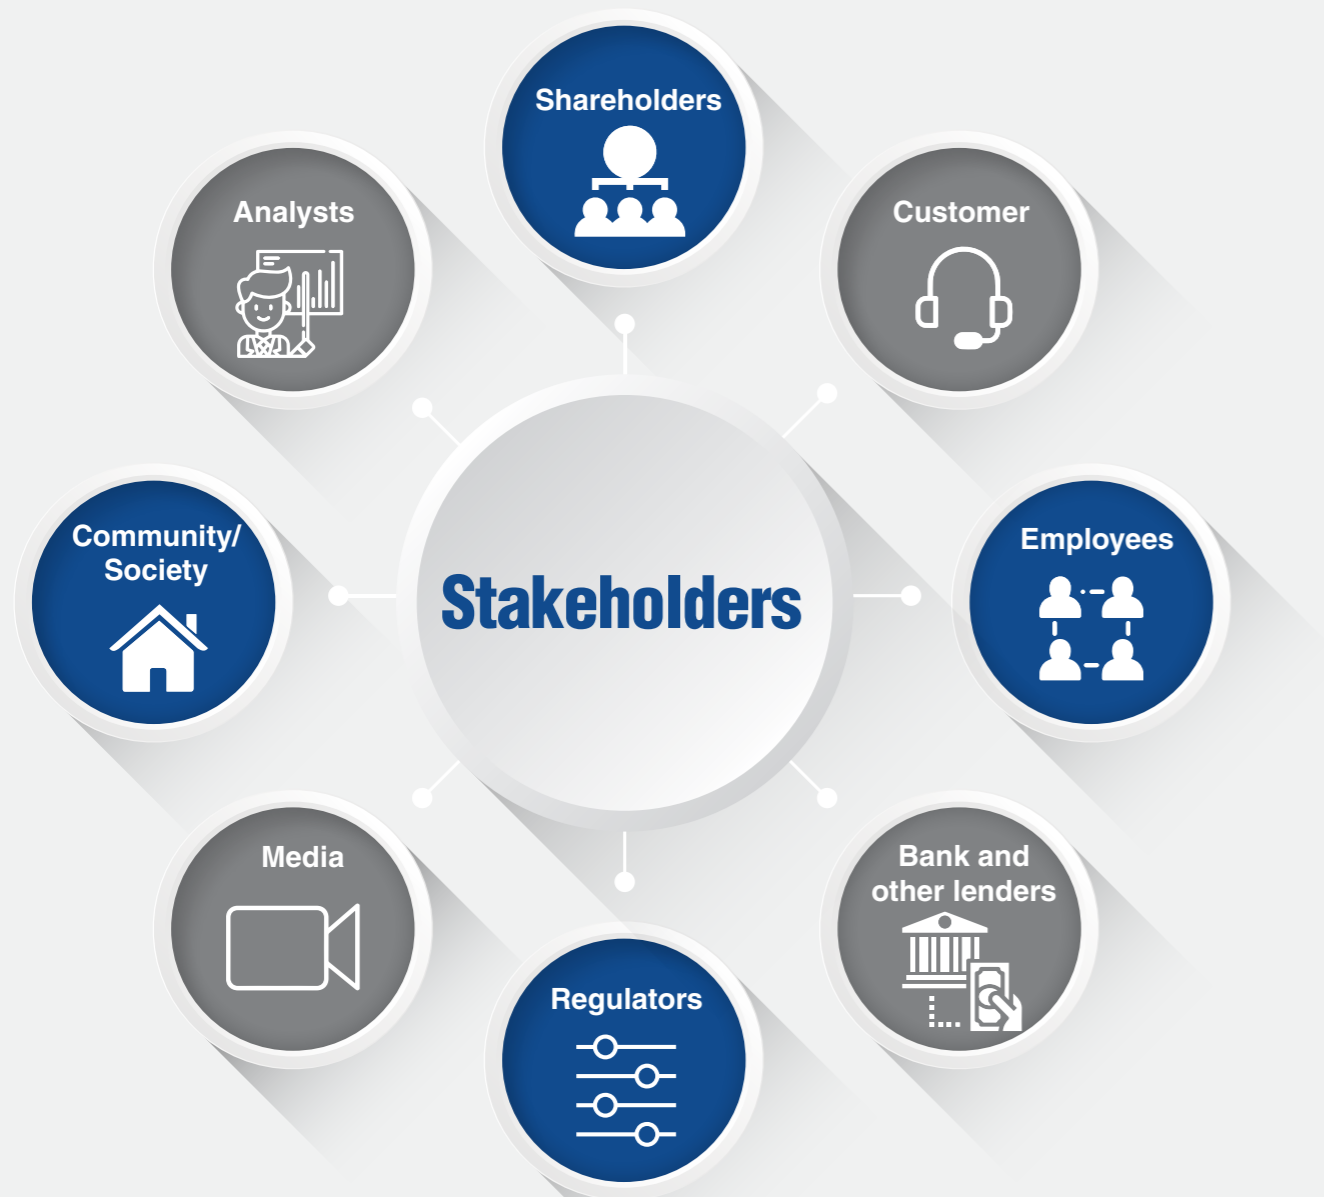 Shareholders
Analysts
Customer
Community/
Society
Stakeholders
Employees
Media
Bank and
other lenders
Regulators